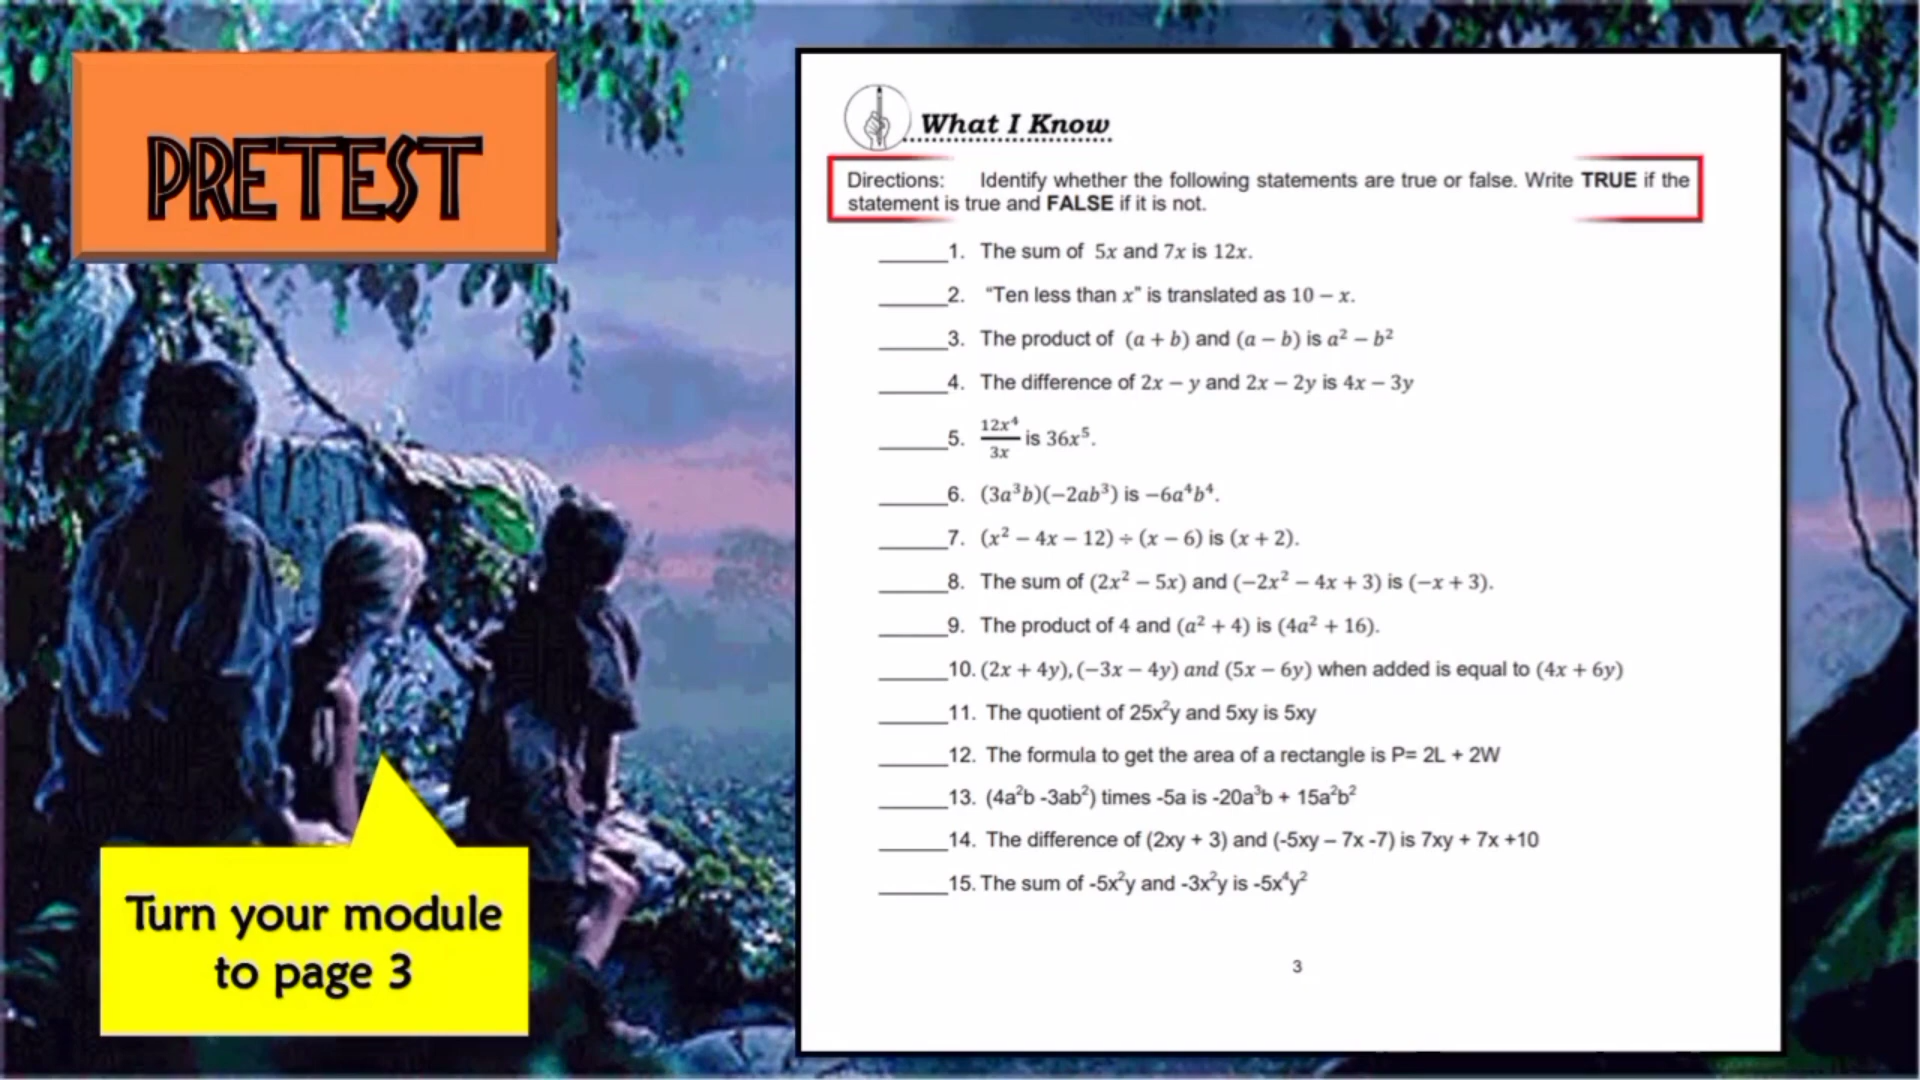 PRETEST
Turn your module
to page 3
What I Know
Directions: Identify whether the following statements are true or false. Write TRUE if the
statement is true and FALSE if it is not.
______1. The sum of 5x and 7x is 12x.
______2. “Ten less than x” is translated as 10 − x.
______3. The product of (a + b) and (a − b) is a² − b²
______4. The difference of 2x − y and 2x − 2y is 4x − 3y
______5. 12x⁴/3x is 36x⁵.
______6. (3a³b)(−2ab³) is −6a⁴b⁴.
______7. (x² − 4x − 12) ÷ (x − 6) is (x + 2).
______8. The sum of (2x² − 5x) and (−2x² − 4x + 3) is (−x + 3).
______9. The product of 4 and (a² + 4) is (4a² + 16).
______10. (2x + 4y), (−3x − 4y) and (5x − 6y) when added is equal to (4x + 6y)
______11. The quotient of 25x²y and 5xy is 5xy
______12. The formula to get the area of a rectangle is P= 2L + 2W
______13. (4a²b -3ab²) times -5a is -20a³b + 15a²b²
______14. The difference of (2xy + 3) and (-5xy – 7x -7) is 7xy + 7x +10
______15. The sum of -5x²y and -3x²y is -5x⁴y²
3